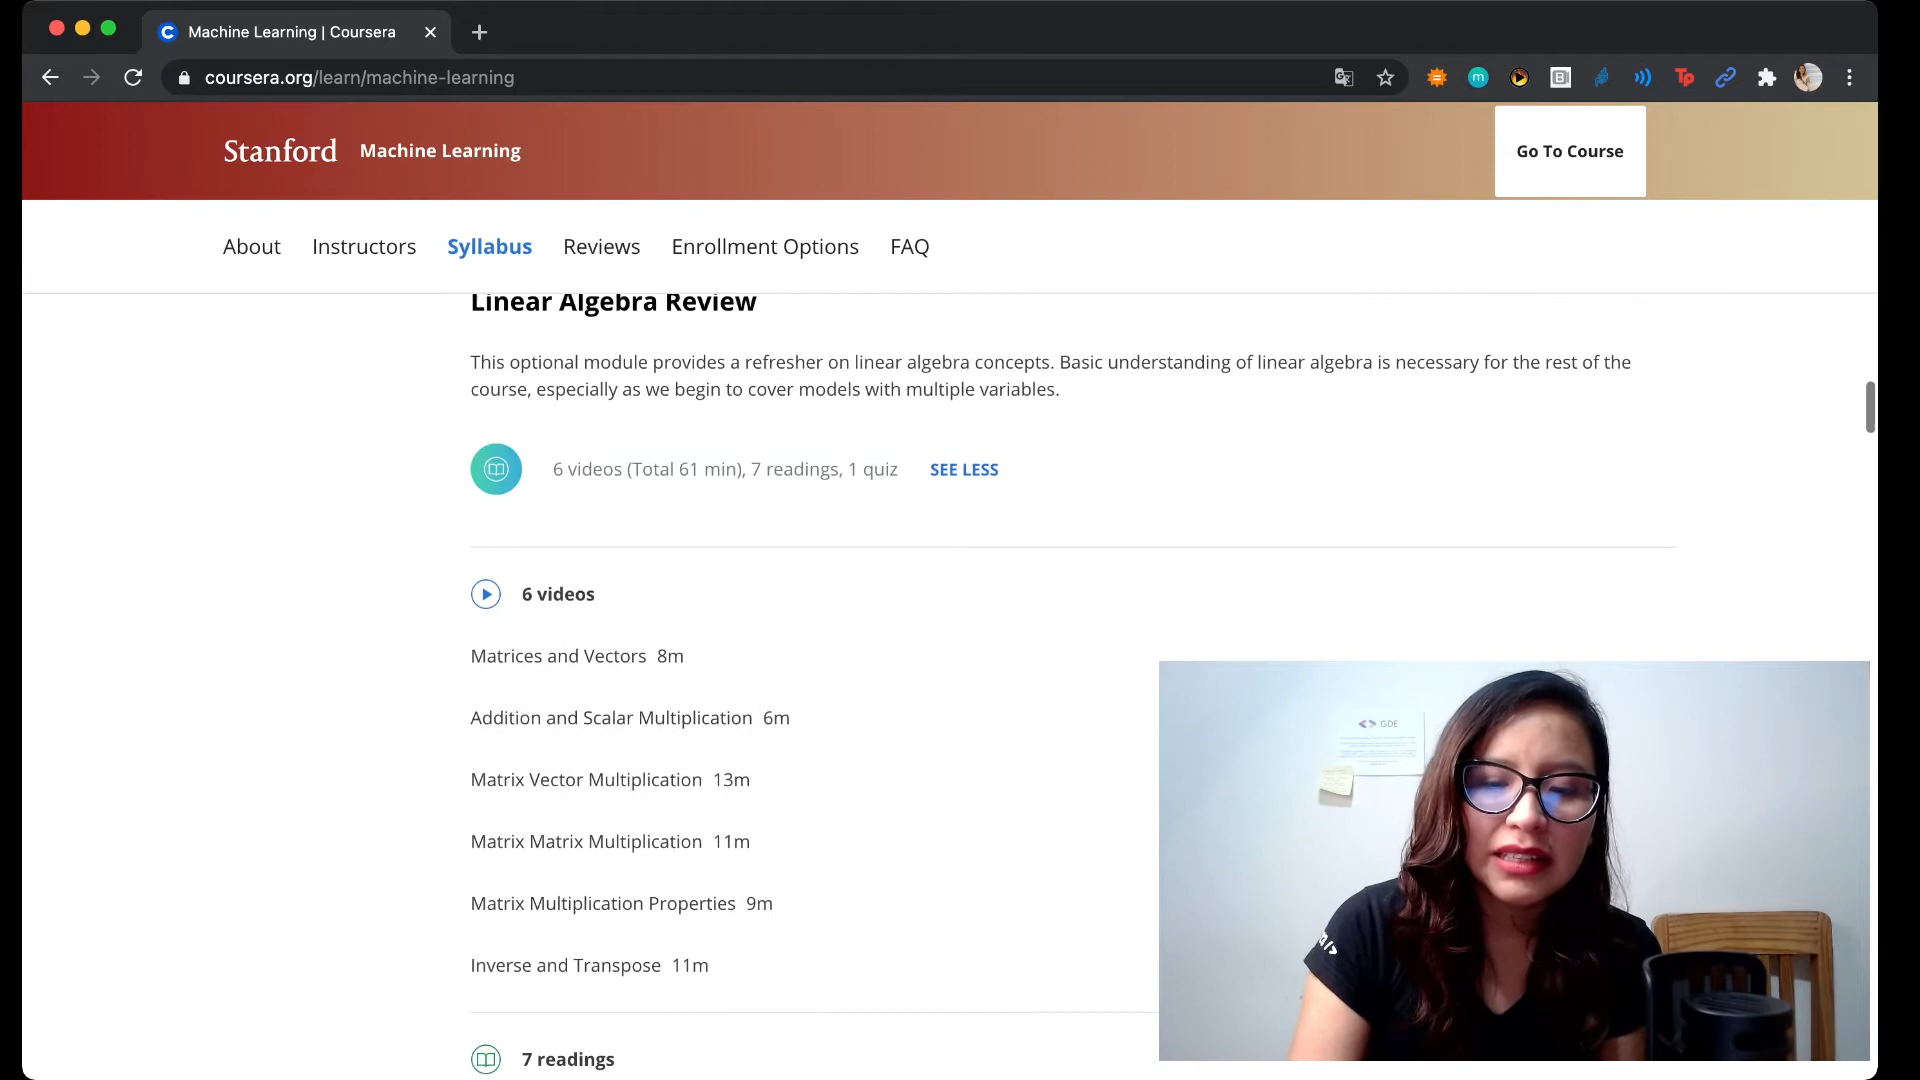 Machine Learning | Coursera
coursera.org/learn/machine-learning
Stanford Machine Learning
Go To Course
About Instructors Syllabus Reviews Enrollment Options FAQ
Linear Algebra Review
This optional module provides a refresher on linear algebra concepts. Basic understanding of linear algebra is necessary for the rest of the
course, especially as we begin to cover models with multiple variables.
6 videos (Total 61 min), 7 readings, 1 quiz SEE LESS
6 videos
Matrices and Vectors 8m
Addition and Scalar Multiplication 6m
Matrix Vector Multiplication 13m
Matrix Matrix Multiplication 11m
Matrix Multiplication Properties 9m
Inverse and Transpose 11m
7 readings
<> GDE